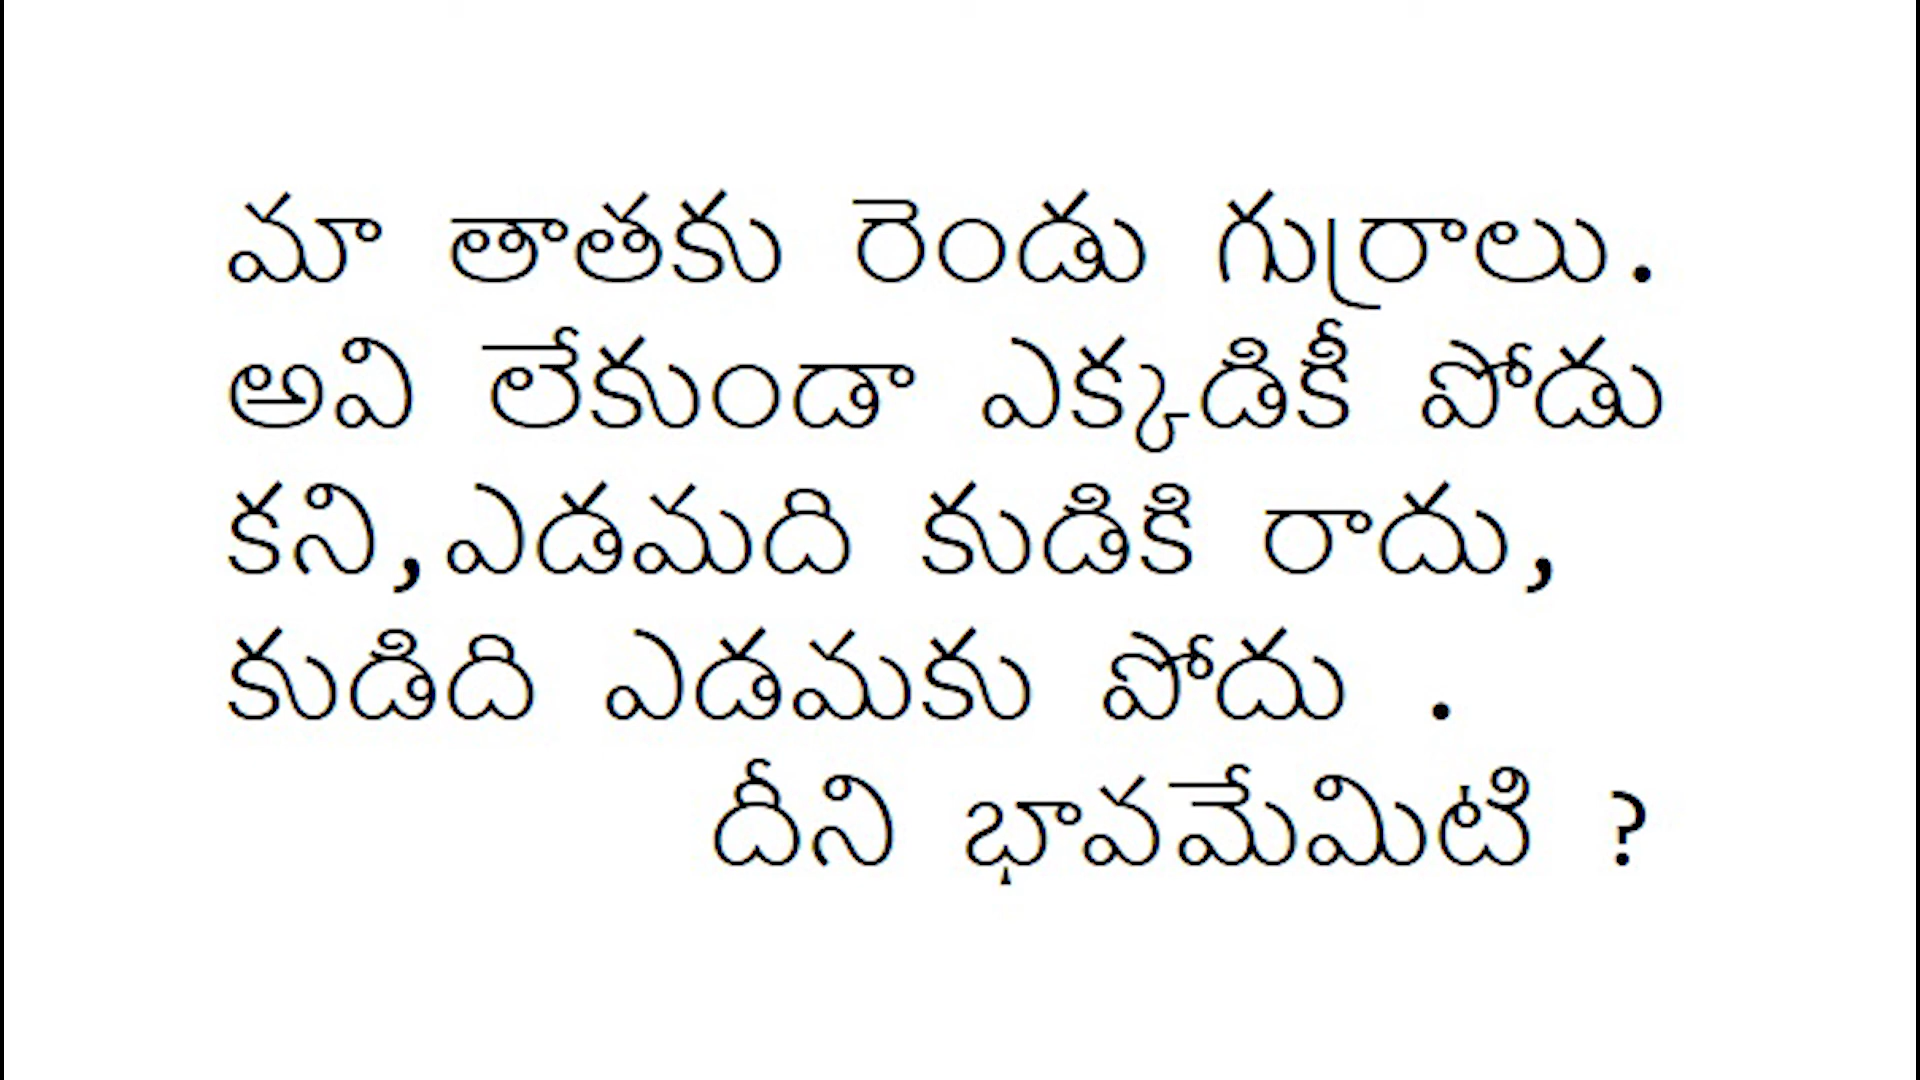 మా తాతకు రెండు గుర్రాలు.
అవి లేకుండా ఎక్కడికీ పోడు
కని,ఎడమది కుడికి రాదు,
కుడిది ఎడమకు పోదు .
దీని భావమేమిటి ?